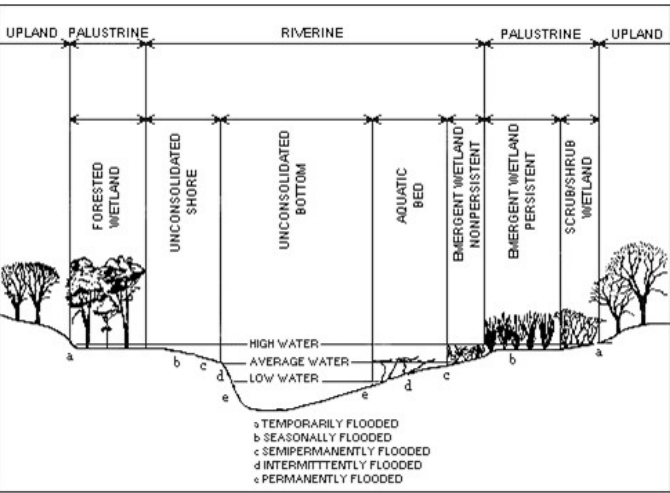 UPLAND PALUSTRINE RIVERINE PALUSTRINE UPLAND
FORESTED
WETLAND
UNCONSOLIDATED
SHORE
UNCONSOLIDATED
BOTTOM
AQUATIC
BED
EMERGENT WETLAND
NONPERSISTENT
EMERGENT WETLAND
PERSISTENT
SCRUB/SHRUB
WETLAND
HIGH WATER
AVERAGE WATER
LOW WATER
a b c d e e d c b a
a TEMPORARILY FLOODED
b SEASONALLY FLOODED
c SEMIPERMANENTLY FLOODED
d INTERMITTTENTLY FLOODED
e PERMANENTLY FLOODED